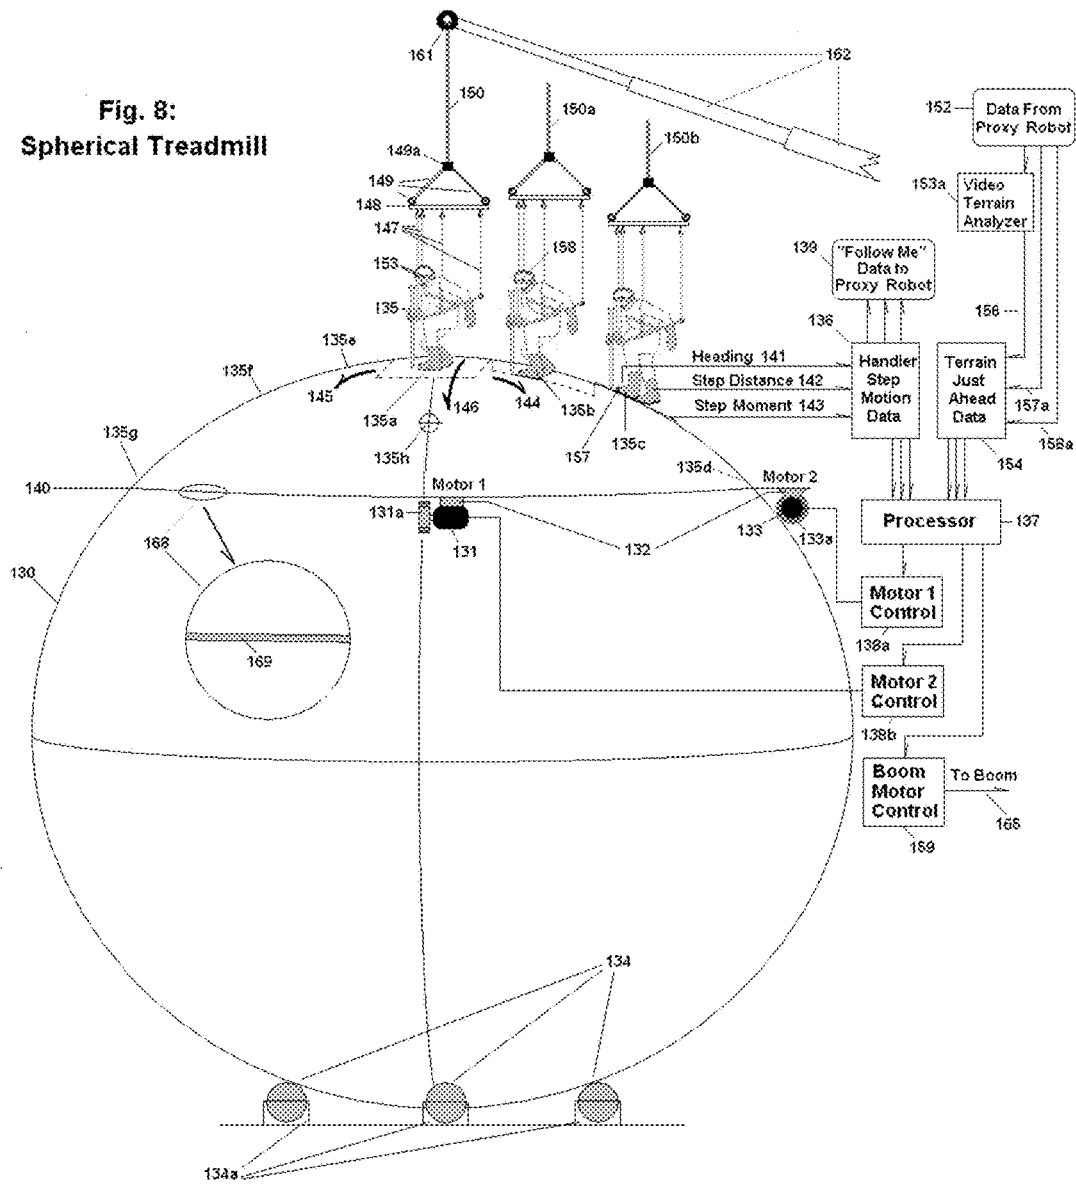 161
162
Fig. 8:
Spherical Treadmill
150
150a
150b
152
Data From
Proxy Robot
149a
149
148
147
153a
Video
Terrain
Analyzer
139
"Follow Me"
Data to
Proxy Robot
153
158
135
136
156
135e
135f
Heading 141
Step Distance 142
Step Moment 143
Handler
Step
Motion
Data
Terrain
Just
Ahead
Data
157a
156a
154
145
135a
146
144
135b
157
135c
135g
135h
135d
140
Motor 1
Motor 2
131a
131
132
133
133a
Processor
137
168
130
169
Motor 1
Control
138a
Motor 2
Control
138b
Boom
Motor
Control
To Boom
159
134
134a